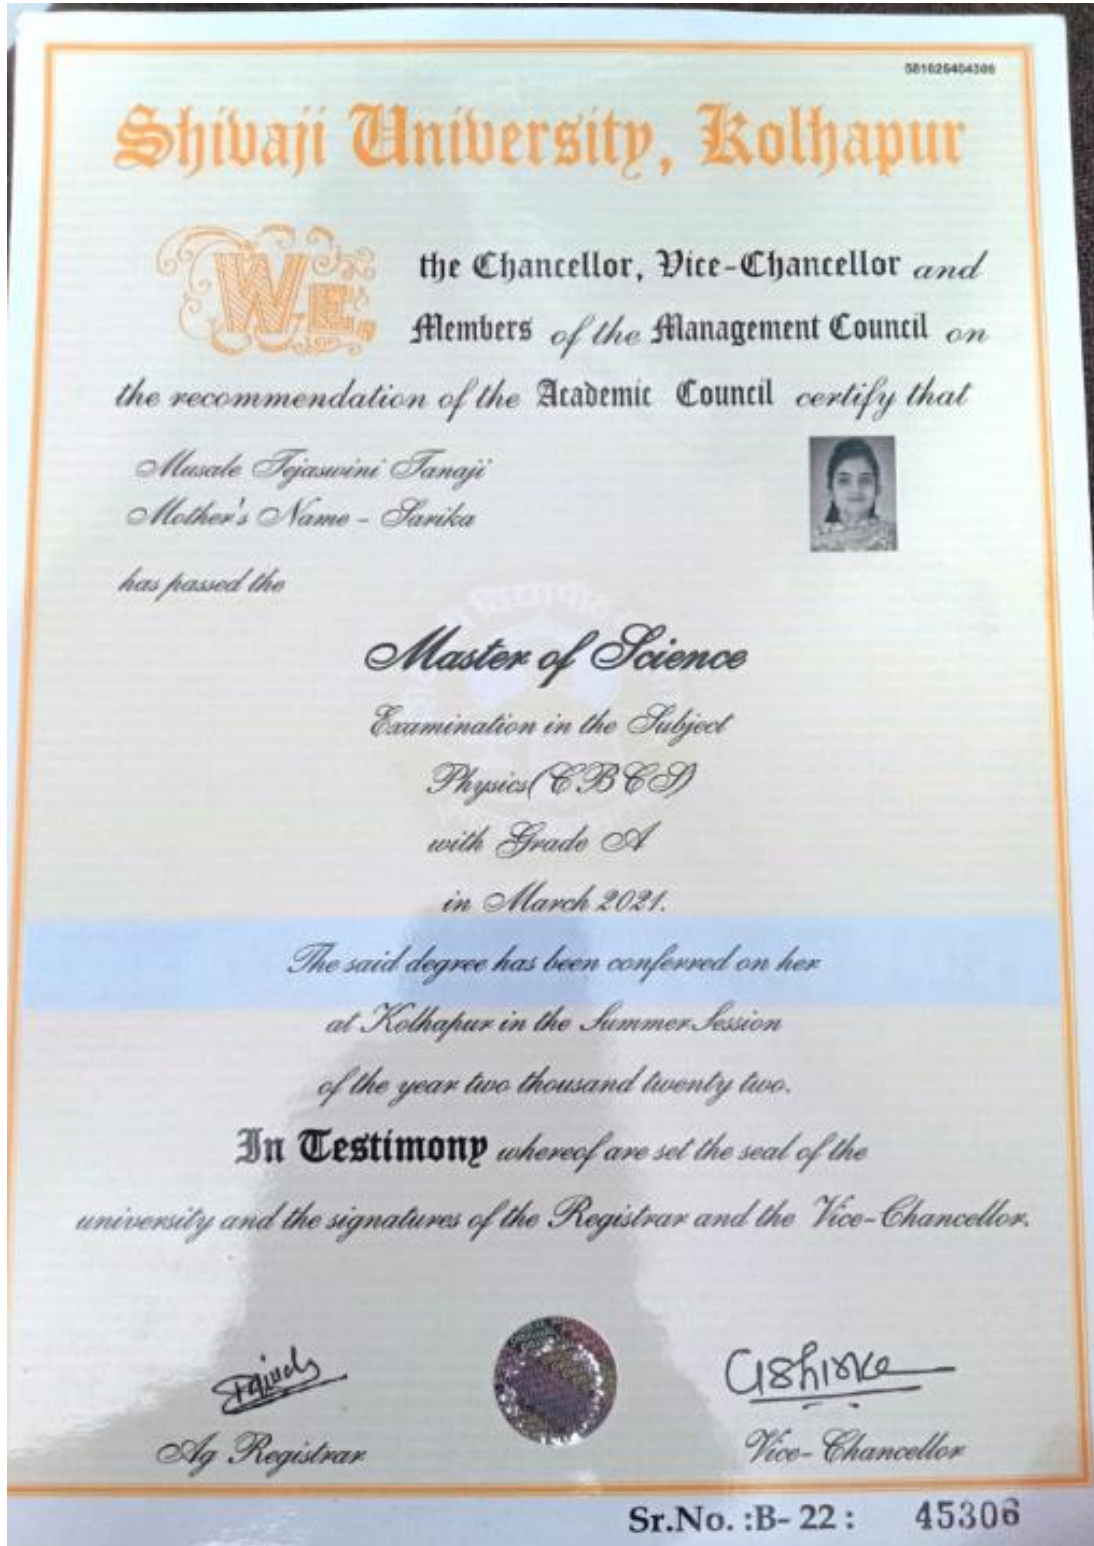 581026404306
Shivaji University, Kolhapur
WE, the Chancellor, Vice-Chancellor and
Members of the Management Council on
the recommendation of the Academic Council certify that
Musale Tejaswini Tanaji
Mother's Name - Sarika
has passed the
Master of Science
Examination in the Subject
Physics(CBCS)
with Grade A
in March 2021.
The said degree has been conferred on her
at Kolhapur in the Summer Session
of the year two thousand twenty two.
In Testimony whereof are set the seal of the
university and the signatures of the Registrar and the Vice-Chancellor.
Ag Registrar
Vice-Chancellor
Sr.No. :B- 22 : 45306